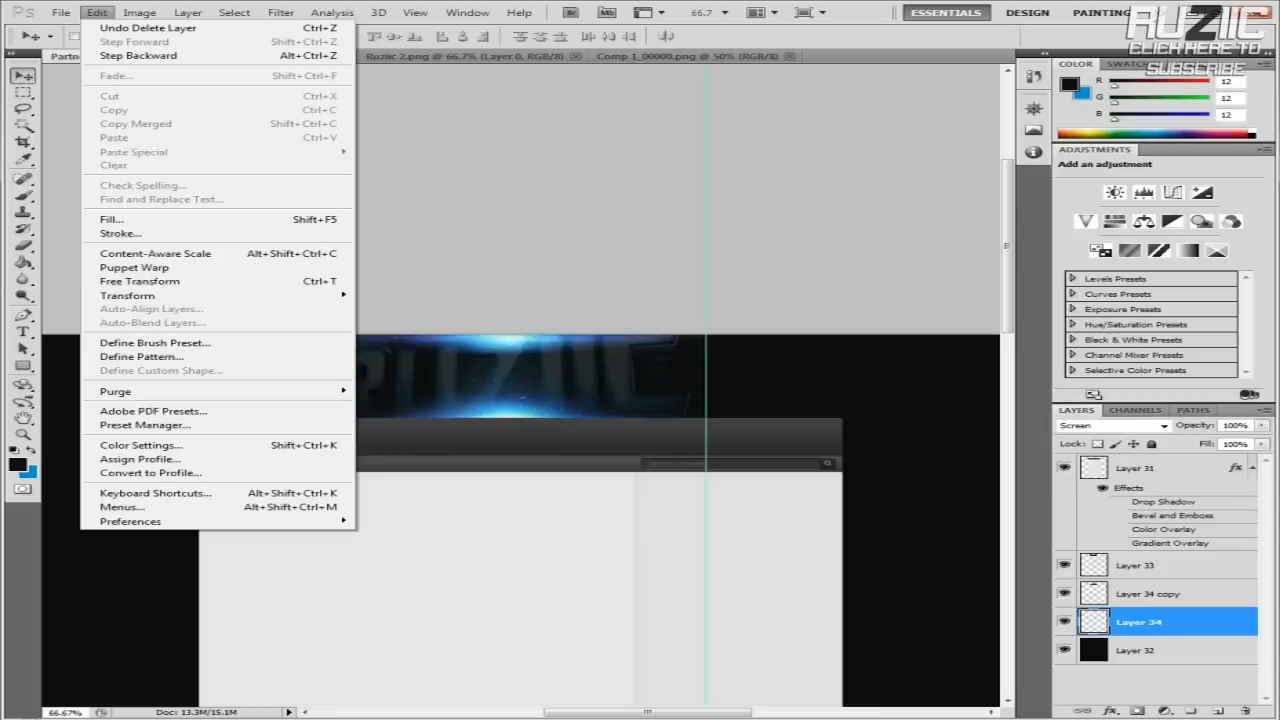 Ps File Edit Image Layer Select Filter Analysis 3D View Window Help Br Mb 66.7 ESSENTIALS DESIGN PAINTING
RUZIIC
CLICK HERE TO
SUBSCRIBE
Ruziic 2.png @ 66.7% (Layer 0, RGB/8) Comp 1_00000.png @ 50% (RGB/8)
Undo Delete Layer Ctrl+Z
Step Forward Shift+Ctrl+Z
Step Backward Alt+Ctrl+Z
Fade... Shift+Ctrl+F
Cut Ctrl+X
Copy Ctrl+C
Copy Merged Shift+Ctrl+C
Paste Ctrl+V
Paste Special
Clear
Check Spelling...
Find and Replace Text...
Fill... Shift+F5
Stroke...
Content-Aware Scale Alt+Shift+Ctrl+C
Puppet Warp
Free Transform Ctrl+T
Transform
Auto-Align Layers...
Auto-Blend Layers...
Define Brush Preset...
Define Pattern...
Define Custom Shape...
Purge
Adobe PDF Presets...
Preset Manager...
Color Settings... Shift+Ctrl+K
Assign Profile...
Convert to Profile...
Keyboard Shortcuts... Alt+Shift+Ctrl+K
Menus... Alt+Shift+Ctrl+M
Preferences
COLOR
R 12
G 12
B 12
ADJUSTMENTS
Add an adjustment
Levels Presets
Curves Presets
Exposure Presets
Hue/Saturation Presets
Black & White Presets
Channel Mixer Presets
Selective Color Presets
LAYERS CHANNELS PATHS
Screen Opacity: 100%
Lock: Fill: 100%
Layer 31 fx
Effects
Drop Shadow
Bevel and Emboss
Color Overlay
Gradient Overlay
Layer 33
Layer 34 copy
Layer 34
Layer 32
66.67% Doc: 13.3M/15.1M